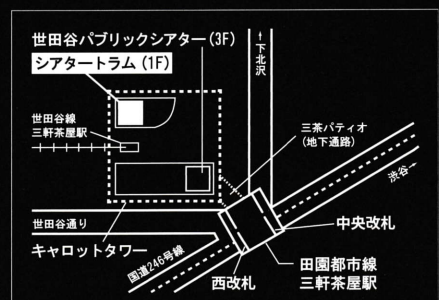 世田谷パブリックシアター(3F)
シアタートラム(1F)
↑下北沢
世田谷線
三軒茶屋駅
三茶パティオ
(地下通路)
渋谷→
世田谷通り
キャロットタワー
国道246号線
中央改札
西改札
田園都市線
三軒茶屋駅